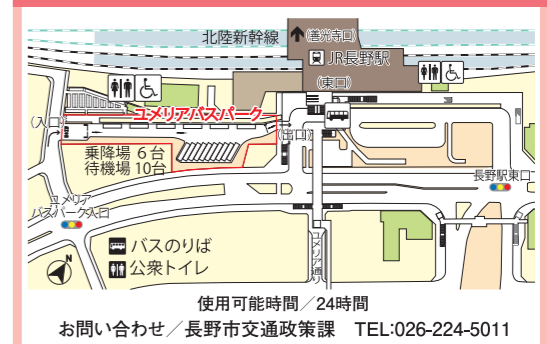 北陸新幹線
(善光寺口)
JR長野駅
(東口)
ユメリアバスパーク
(入口)
(出口)
乗降場 6台
待機場 10台
長野駅東口
ユメリア
バスパーク入口
ユメリア通り
バスのりば
公衆トイレ
N
使用可能時間／24時間
お問い合わせ／長野市交通政策課 TEL:026-224-5011